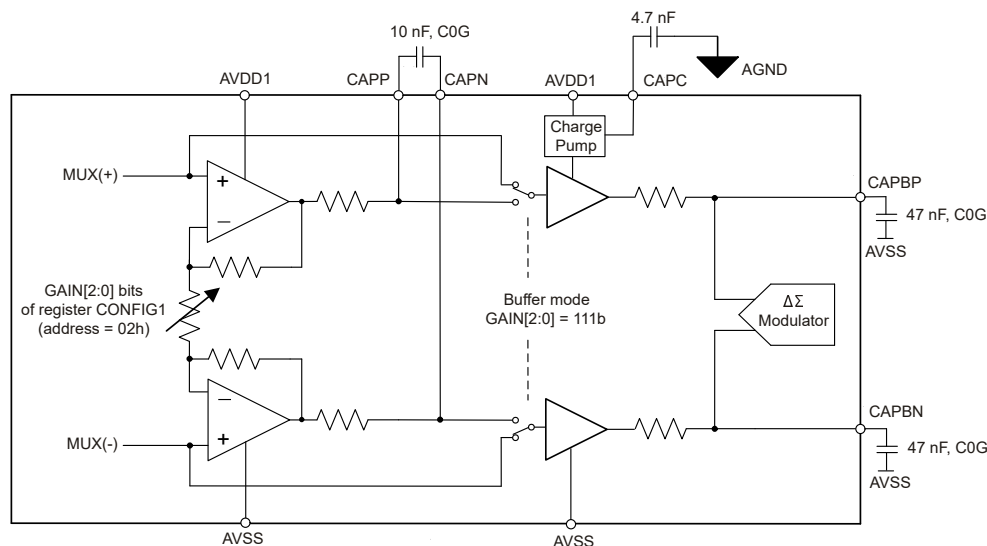 4.7 nF
10 nF, C0G
AGND
AVDD1
CAPP
CAPN
AVDD1
CAPC
Charge
Pump
MUX(+)
+
−
CAPBP
47 nF, C0G
AVSS
GAIN[2:0] bits
of register CONFIG1
(address = 02h)
Buffer mode
GAIN[2:0] = 111b
ΔΣ
Modulator
−
+
MUX(-)
CAPBN
47 nF, C0G
AVSS
AVSS
AVSS